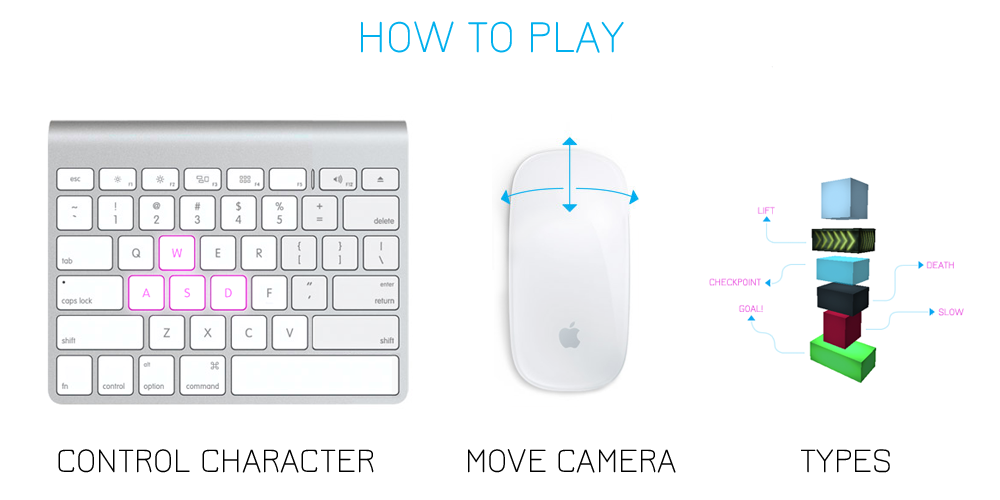 HOW TO PLAY
esc F1 F2 F3 F4 F5 F12
~ ` ! 1 @ 2 # 3 $ 4 % 5 + = delete
tab Q W E R { [ } ] | \
caps lock A S D F " , enter return
shift Z X C V shift
fn control alt option ⌘ command
LIFT
CHECKPOINT
GOAL!
DEATH
SLOW
CONTROL CHARACTER
MOVE CAMERA
TYPES